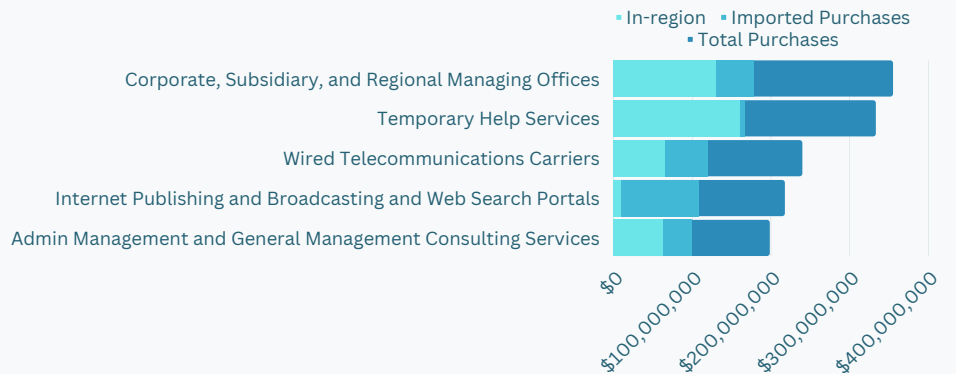 In-region Imported Purchases
Total Purchases
Corporate, Subsidiary, and Regional Managing Offices
Temporary Help Services
Wired Telecommunications Carriers
Internet Publishing and Broadcasting and Web Search Portals
Admin Management and General Management Consulting Services
$0
$100,000,000
$200,000,000
$300,000,000
$400,000,000